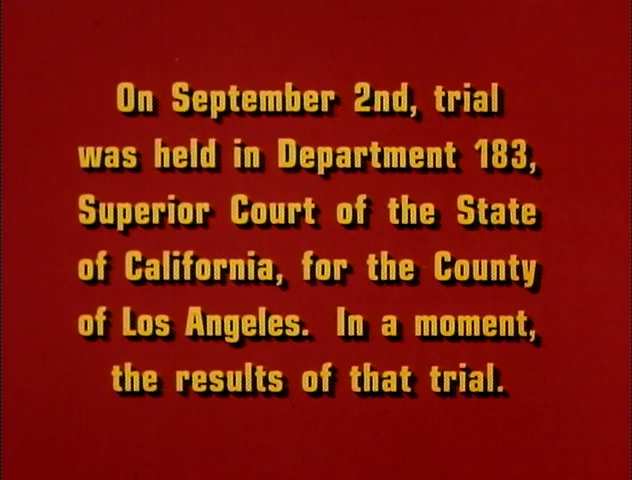 On September 2nd, trial
was held in Department 183,
Superior Court of the State
of California, for the County
of Los Angeles. In a moment,
the results of that trial.